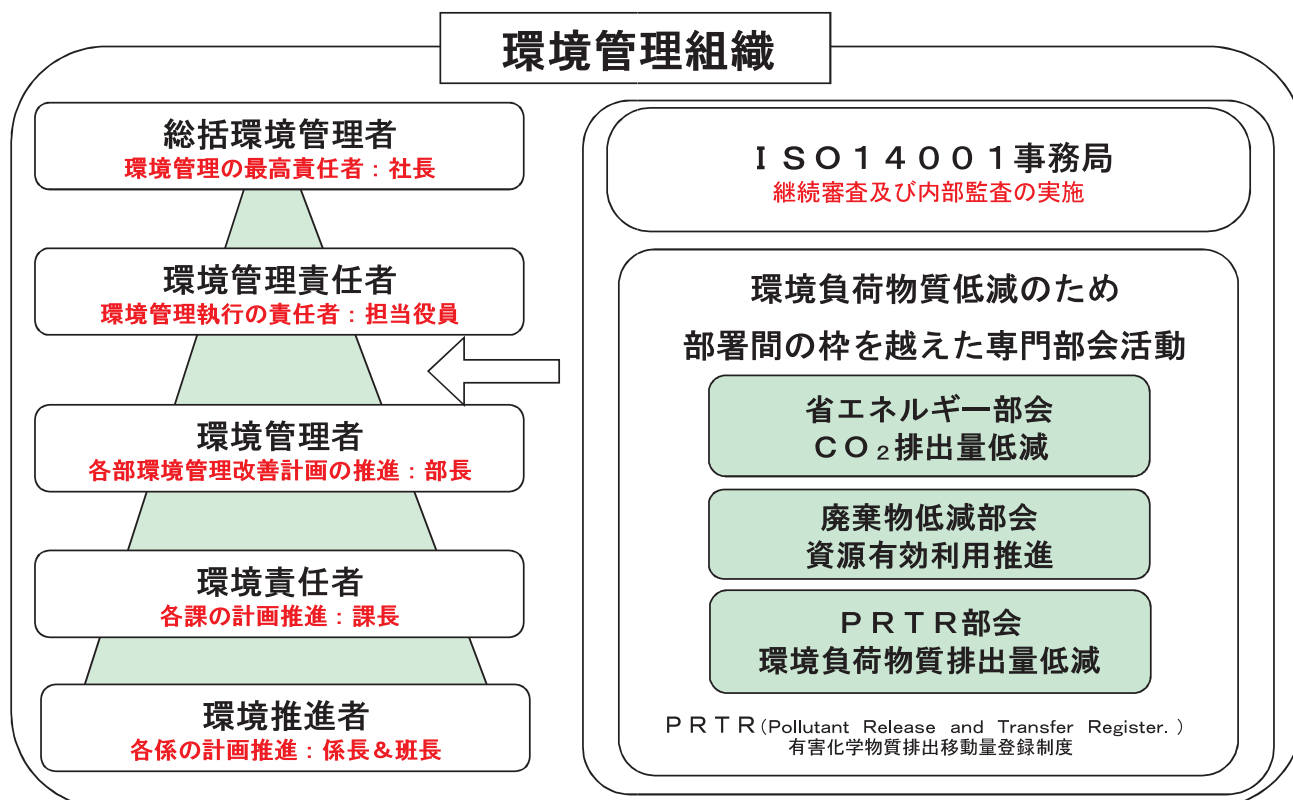 環境管理組織
総括環境管理者
環境管理の最高責任者：社長
環境管理責任者
環境管理執行の責任者：担当役員
環境管理者
各部環境管理改善計画の推進：部長
環境責任者
各課の計画推進：課長
環境推進者
各係の計画推進：係長＆班長
ＩＳＯ１４００１事務局
継続審査及び内部監査の実施
環境負荷物質低減のため
部署間の枠を越えた専門部会活動
省エネルギー部会
ＣＯ₂排出量低減
廃棄物低減部会
資源有効利用推進
ＰＲＴＲ部会
環境負荷物質排出量低減
ＰＲＴＲ(Pollutant Release and Transfer Register.)
有害化学物質排出移動量登録制度